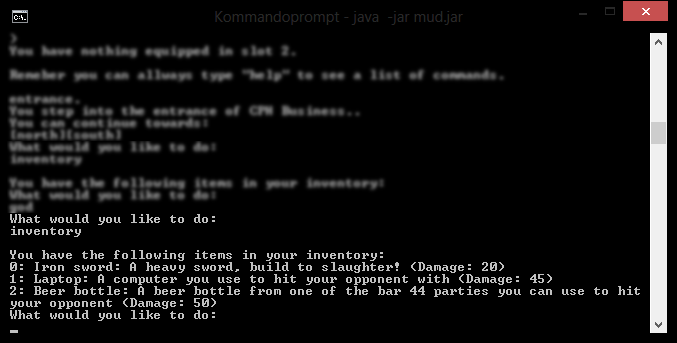 Kommandoprompt - java -jar mud.jar
}
You have nothing equipped in slot 2.
Remeber you can allways type "help" to see a list of commands.
entrance.
You step into the entrance of CPH Business..
You can continue towards:
[north][south]
What would you like to do:
inventory
You have the following items in your inventory:
What would you like to do:
god
What would you like to do:
inventory
You have the following items in your inventory:
0: Iron sword: A heavy sword, build to slaughter! (Damage: 20)
1: Laptop: A computer you use to hit your opponent with (Damage: 45)
2: Beer bottle: A beer bottle from one of the bar 44 parties you can use to hit
your opponent (Damage: 50)
What would you like to do: